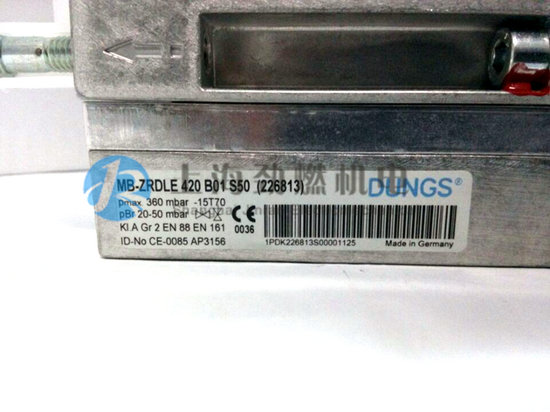 MB-ZRDLE 420 B01 S50 (226813)
DUNGS®
pmax 360 mbar -15T70
pBr 20-50 mbar
CE
Kl.A Gr 2 EN 88 EN 161
0036
ID-No CE-0085 AP3156
1PDK226813S00001125
Made in Germany
上海劲燃机电